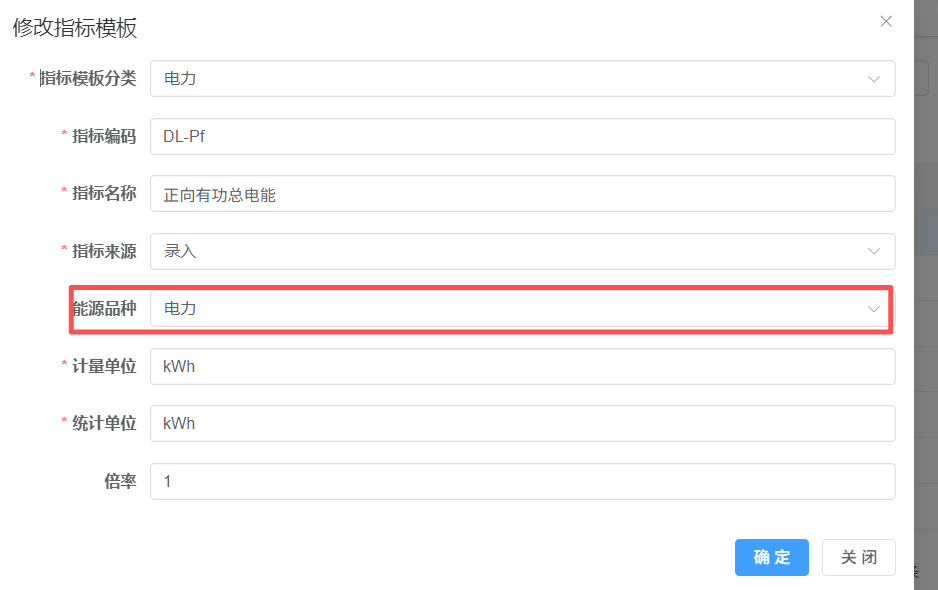 修改指标模板
* 指标模板分类 电力
* 指标编码 DL-Pf
* 指标名称 正向有功总电能
* 指标来源 录入
能源品种 电力
* 计量单位 kWh
* 统计单位 kWh
倍率 1
确 定 关 闭